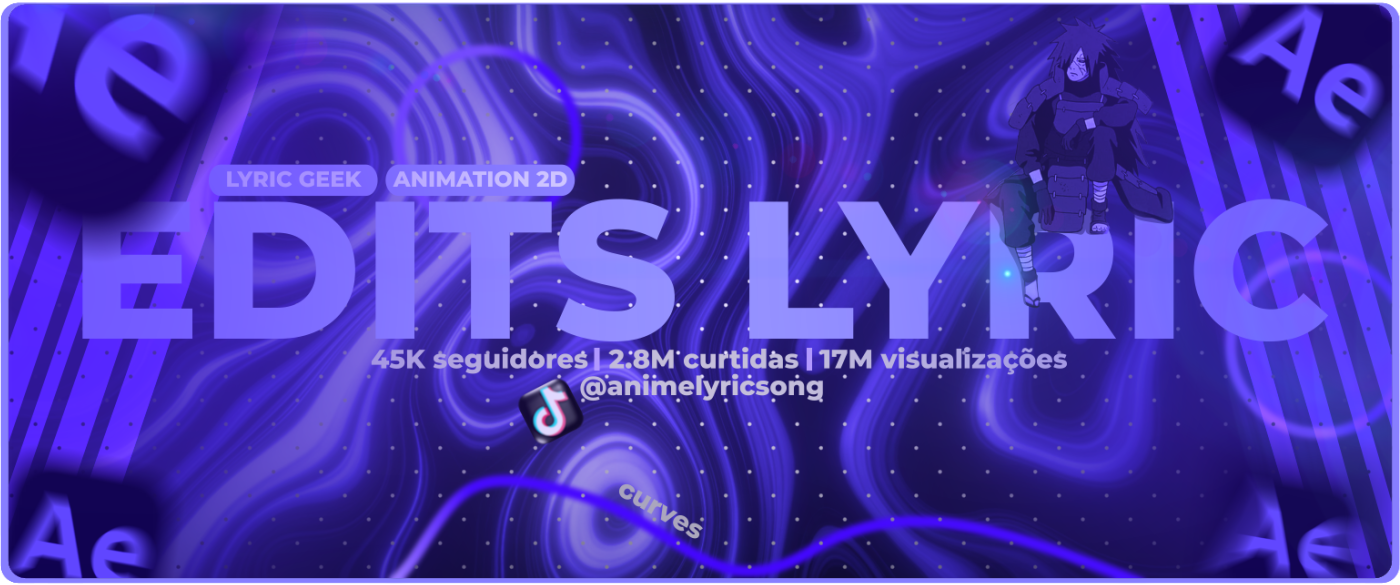 Ae
Ae
LYRIC GEEK ANIMATION 2D
EDITS LYRIC
45K seguidores | 2.8M curtidas | 17M visualizações
@animelyricsong
curves
Ae
Ae